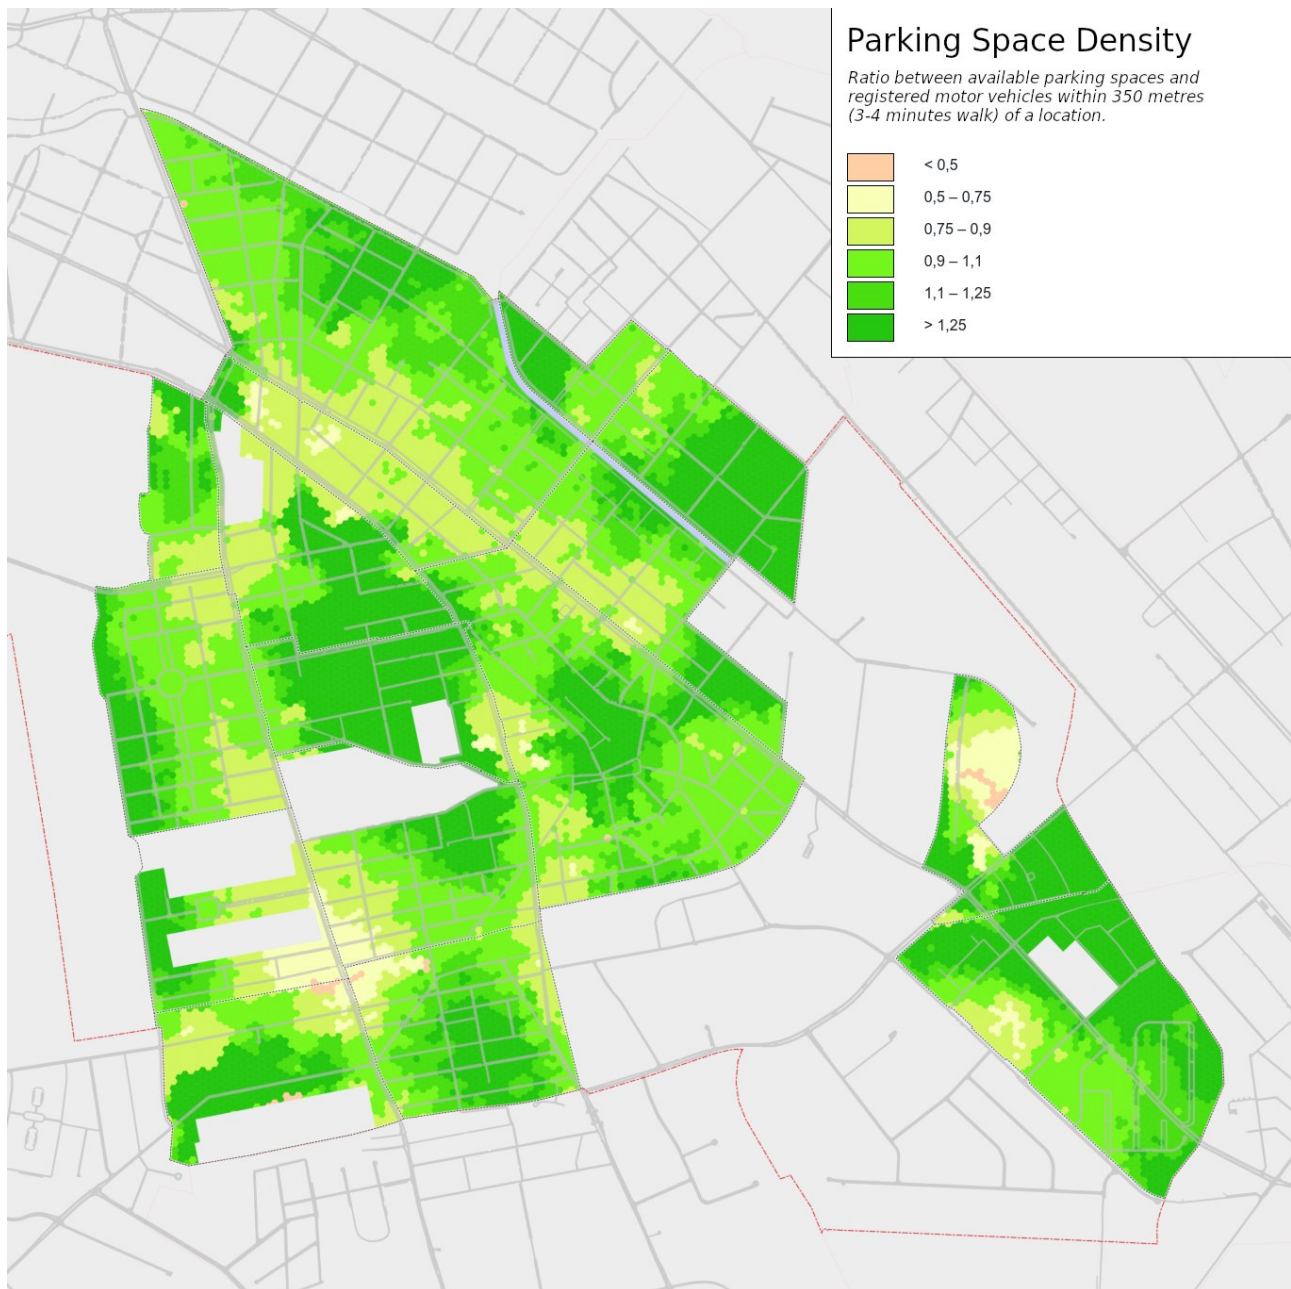 Parking Space Density
Ratio between available parking spaces and
registered motor vehicles within 350 metres
(3-4 minutes walk) of a location.
< 0,5
0,5 – 0,75
0,75 – 0,9
0,9 – 1,1
1,1 – 1,25
> 1,25